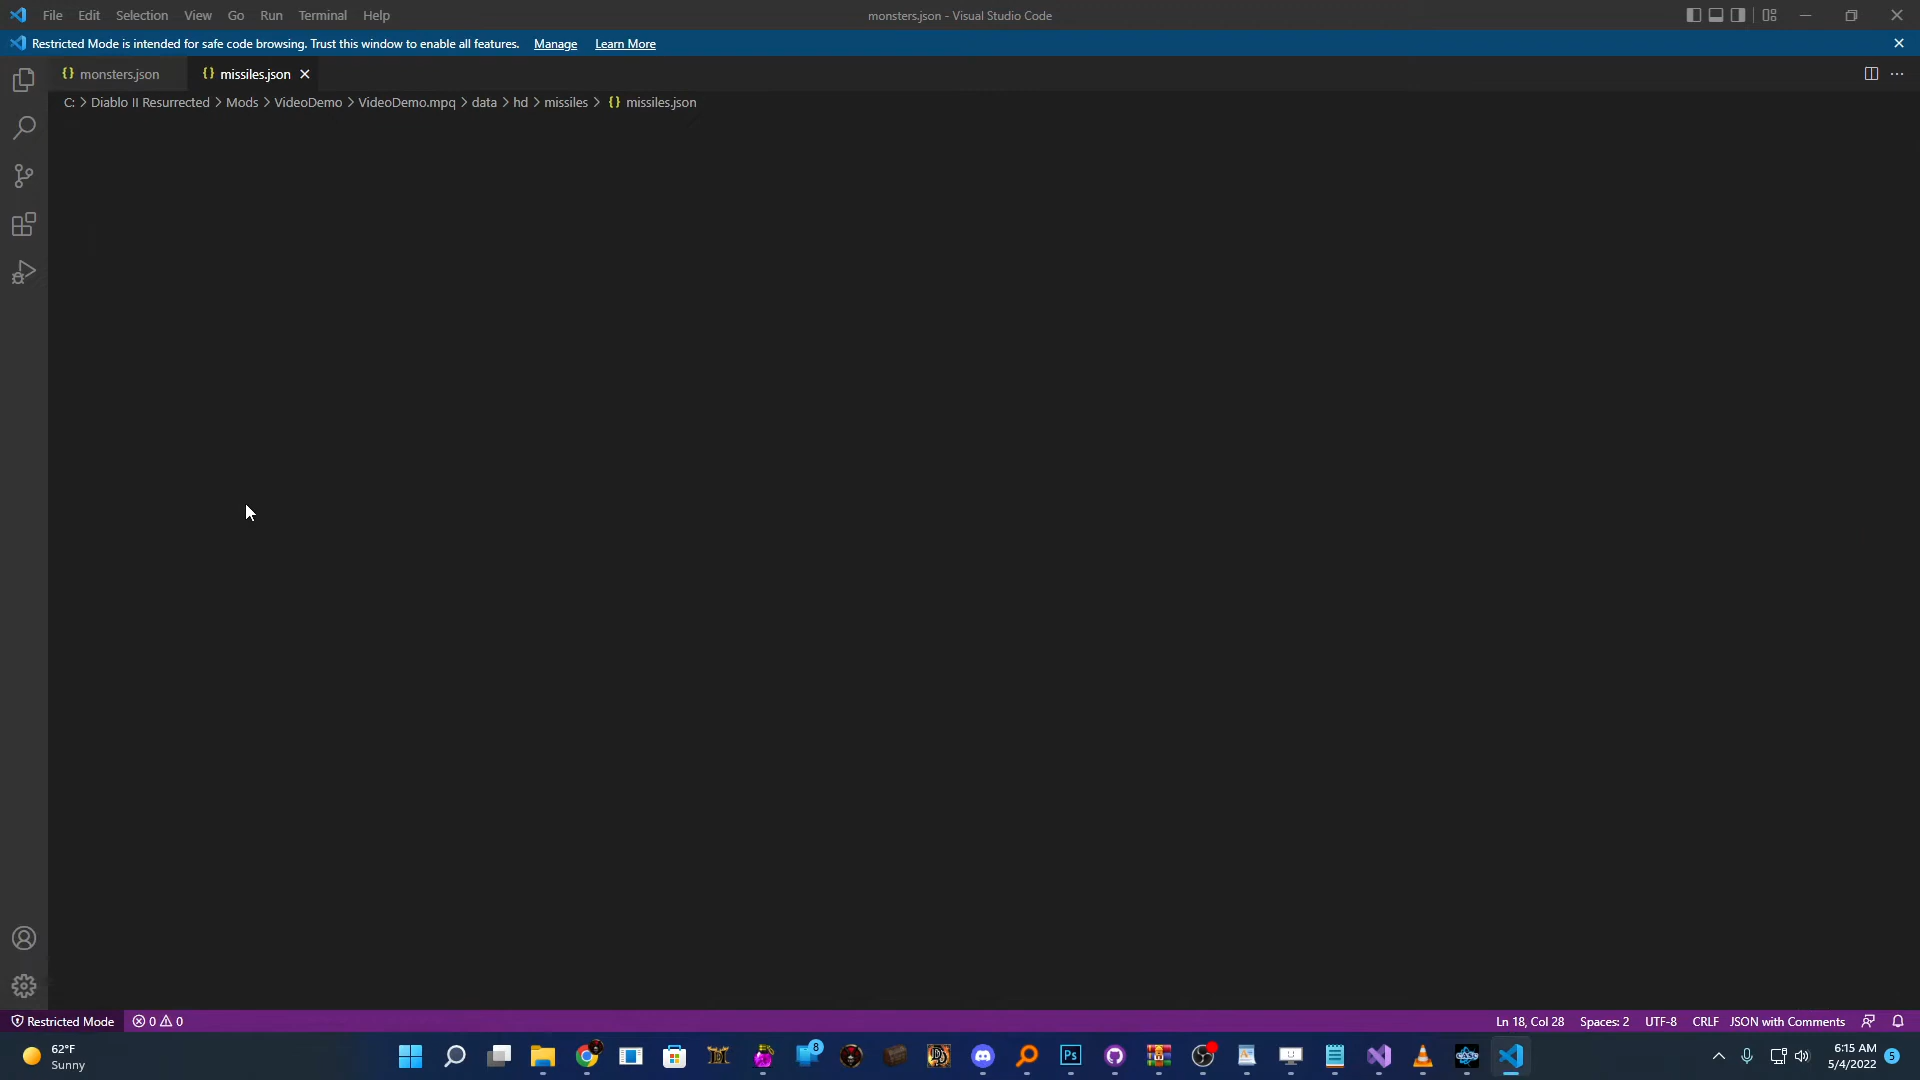 File Edit Selection View Go Run Terminal Help
monsters.json - Visual Studio Code
Restricted Mode is intended for safe code browsing. Trust this window to enable all features. Manage Learn More
{} monsters.json
{} missiles.json
C: > Diablo II Resurrected > Mods > VideoDemo > VideoDemo.mpq > data > hd > missiles > {} missiles.json
Restricted Mode 0 0
Ln 18, Col 28 Spaces: 2 UTF-8 CRLF JSON with Comments
62°F
Sunny
8
Ps
6:15 AM
5/4/2022
5